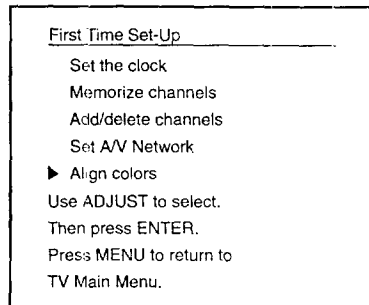 First Time Set-Up
Set the clock
Memorize channels
Add/delete channels
Set A/V Network
▶ Align colors
Use ADJUST to select.
Then press ENTER.
Press MENU to return to
TV Main Menu.